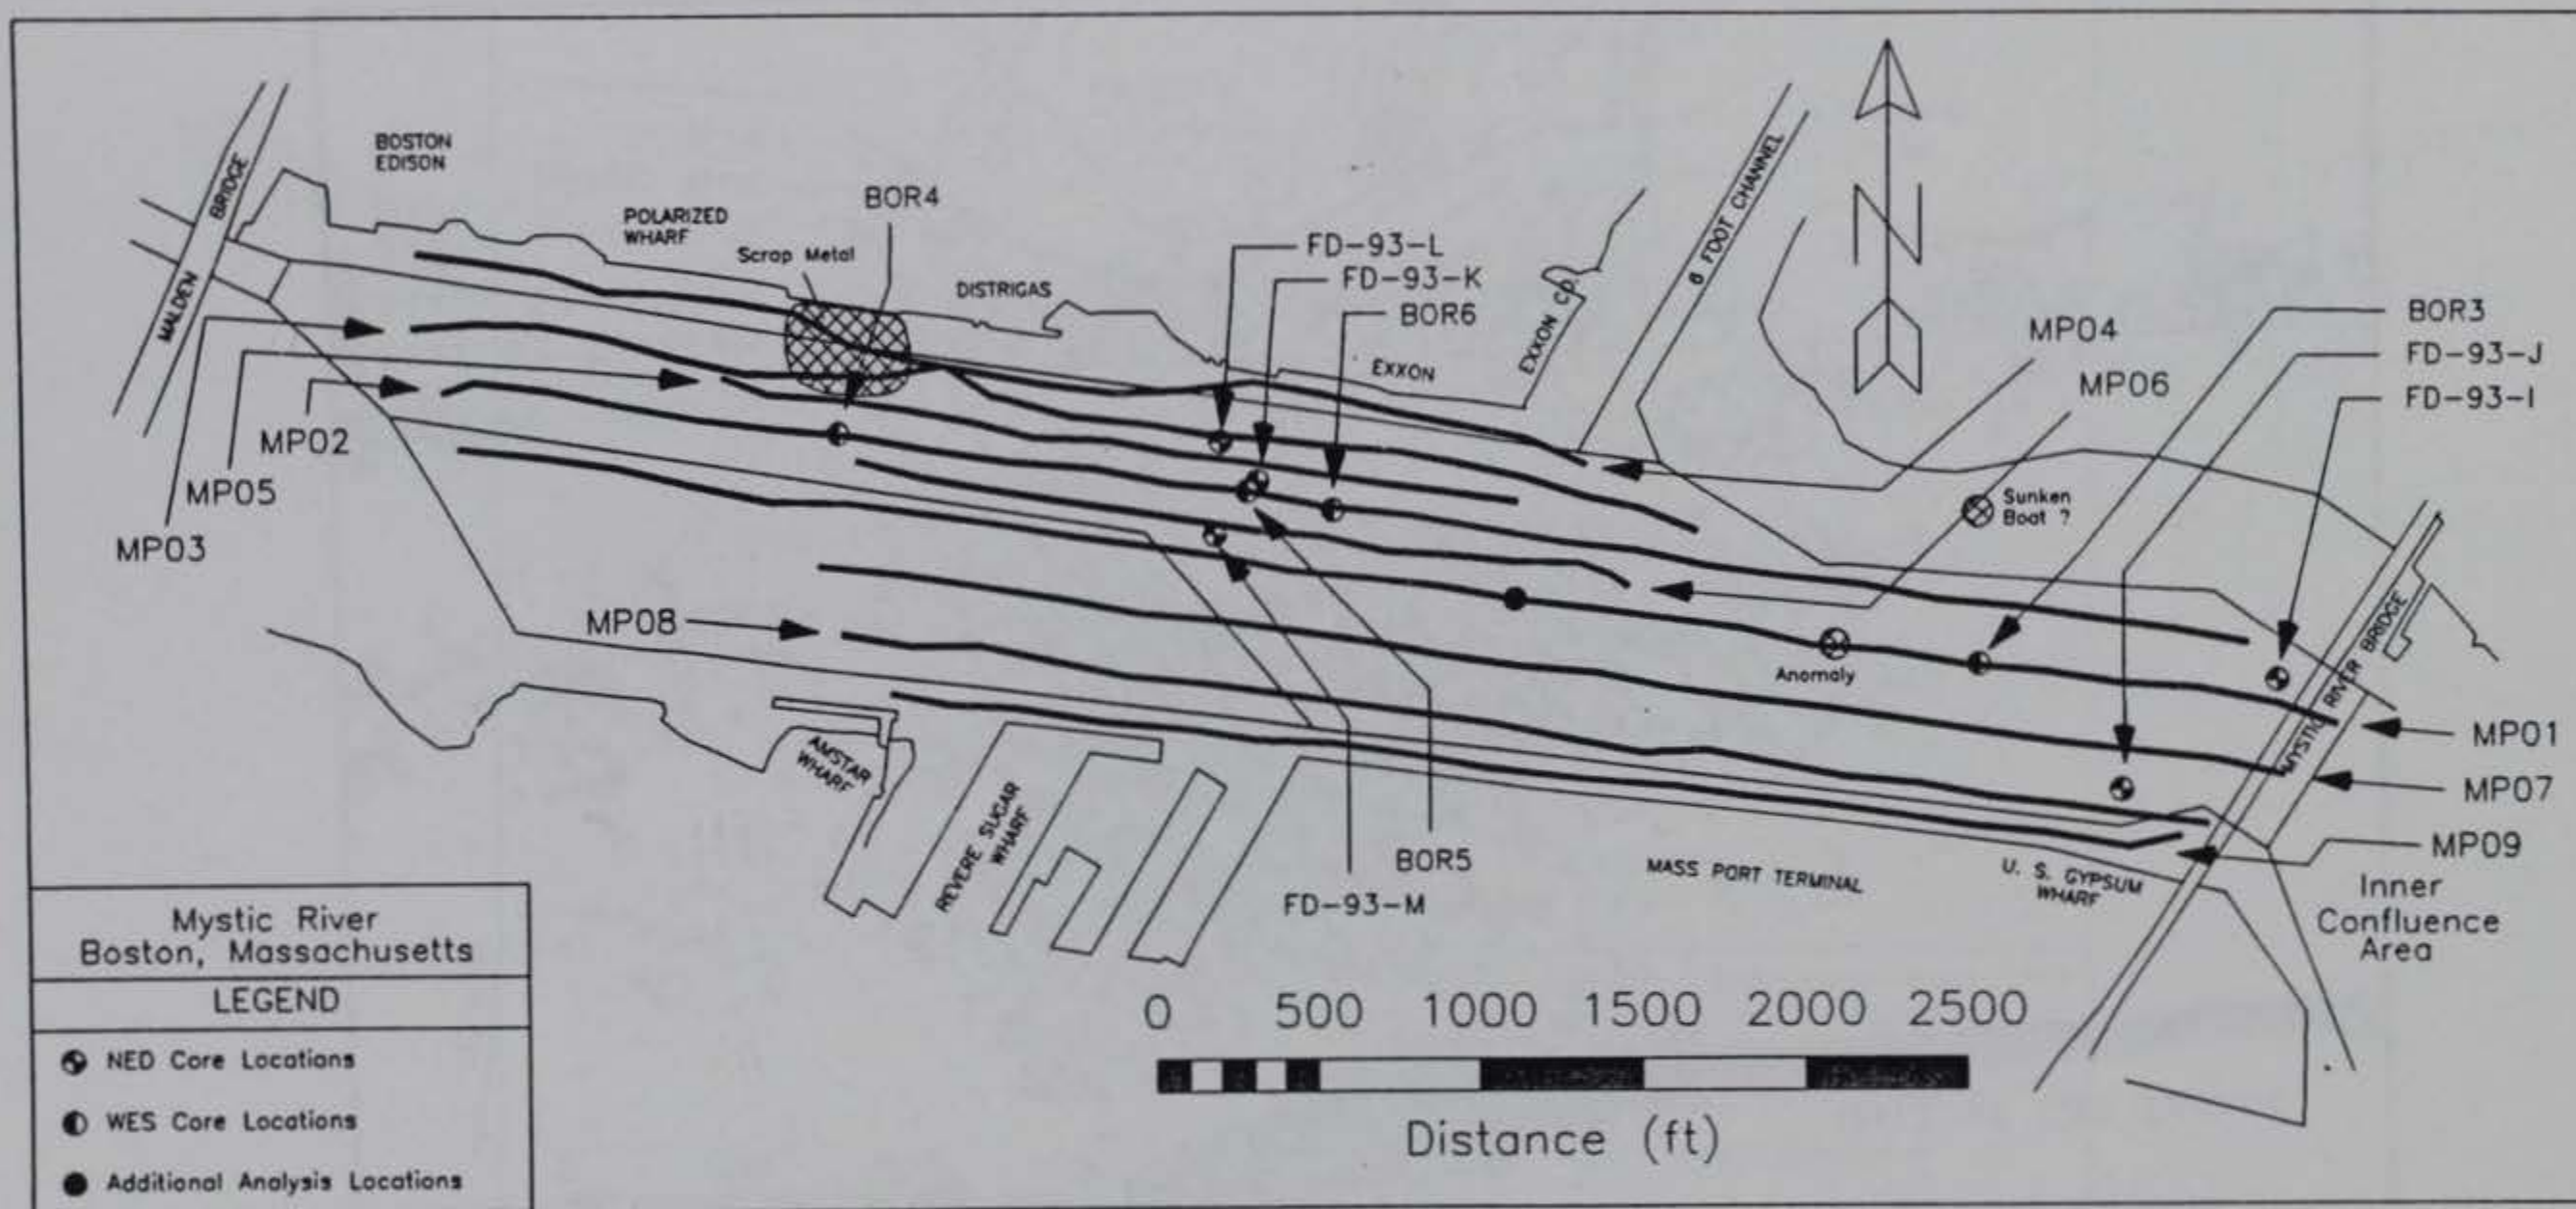 BOSTON
EDISON
MALDEN
BRIDGE
POLARIZED
WHARF
Scrap Metal
BOR4
DISTRIGAS
FD-93-L
FD-93-K
BOR6
EXXON
EXXON CO.
6 FOOT CHANNEL
N
MP04
MP06
BOR3
FD-93-J
FD-93-I
MP02
MP05
MP03
Sunken
Boat ?
MP08
Anomaly
MYSTIC RIVER BRIDGE
MP01
MP07
MP09
AMSTAR
WHARF
REVERE SUGAR
WHARF
BOR5
FD-93-M
MASS PORT TERMINAL
U. S. GYPSUM
WHARF
Inner
Confluence
Area
Mystic River
Boston, Massachusetts
LEGEND
NED Core Locations
WES Core Locations
Additional Analysis Locations
0 500 1000 1500 2000 2500
Distance (ft)